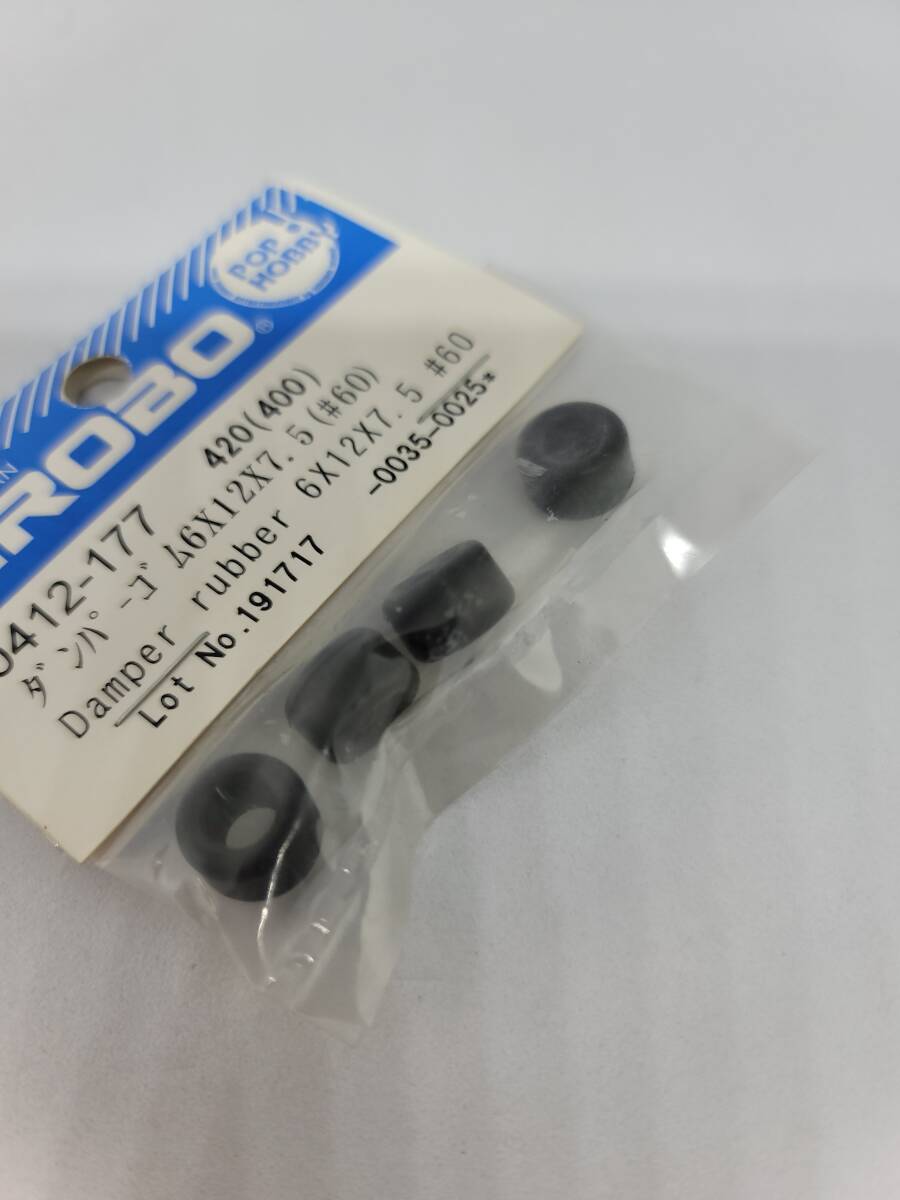 POP!
HOBBY
IROBO®
0412-177
420(400)
ダンパーゴム6X12X7.5(#60)
Damper rubber 6X12X7.5 #60
Lot No.191717
-0035-0025*